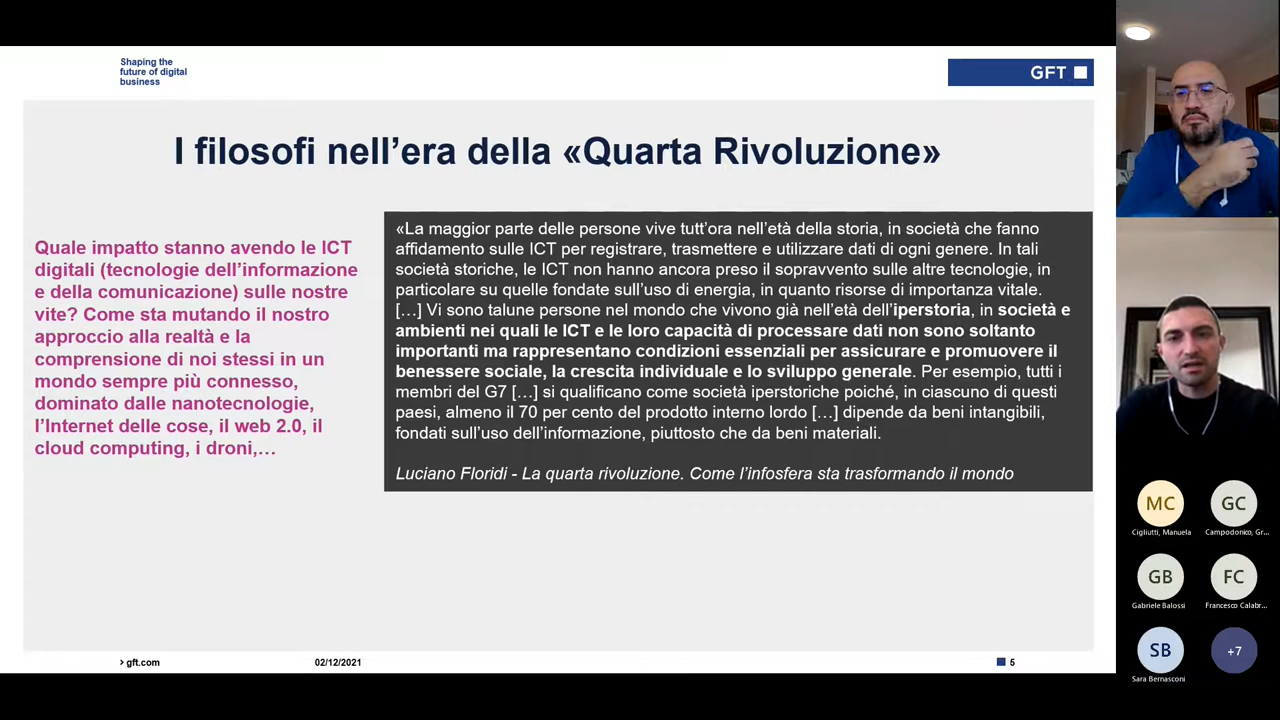 Shaping the
future of digital
business
GFT
I filosofi nell’era della «Quarta Rivoluzione»
Quale impatto stanno avendo le ICT
digitali (tecnologie dell’informazione
e della comunicazione) sulle nostre
vite? Come sta mutando il nostro
approccio alla realtà e la
comprensione di noi stessi in un
mondo sempre più connesso,
dominato dalle nanotecnologie,
l’Internet delle cose, il web 2.0, il
cloud computing, i droni,…
«La maggior parte delle persone vive tutt’ora nell’età della storia, in società che fanno
affidamento sulle ICT per registrare, trasmettere e utilizzare dati di ogni genere. In tali
società storiche, le ICT non hanno ancora preso il sopravvento sulle altre tecnologie, in
particolare su quelle fondate sull’uso di energia, in quanto risorse di importanza vitale.
[…] Vi sono talune persone nel mondo che vivono già nell’età dell’iperstoria, in società e
ambienti nei quali le ICT e le loro capacità di processare dati non sono soltanto
importanti ma rappresentano condizioni essenziali per assicurare e promuovere il
benessere sociale, la crescita individuale e lo sviluppo generale. Per esempio, tutti i
membri del G7 […] si qualificano come società iperstoriche poiché, in ciascuno di questi
paesi, almeno il 70 per cento del prodotto interno lordo […] dipende da beni intangibili,
fondati sull’uso dell’informazione, piuttosto che da beni materiali.
Luciano Floridi - La quarta rivoluzione. Come l’infosfera sta trasformando il mondo
› gft.com
02/12/2021
5
MC
GC
Cigliutti, Manuela
Campodonico, Gr...
GB
FC
Gabriele Balossi
Francesco Calabr...
SB
+7
Sara Bernasconi